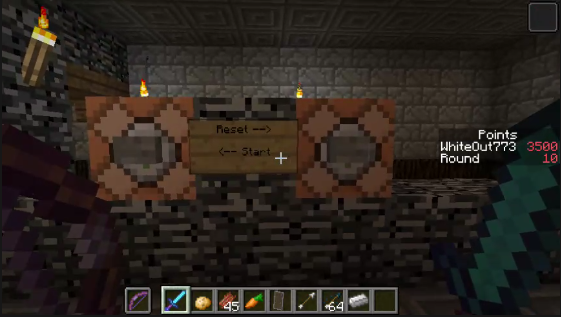 Reset -->
<-- Start
Points
WhiteOut773 3500
Round 10
45
64